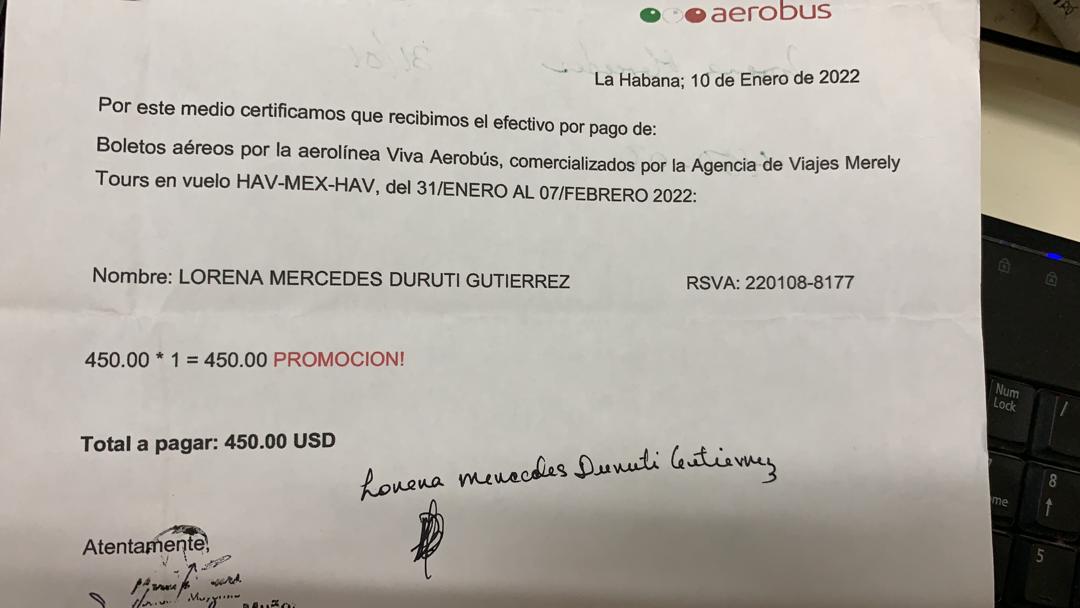 aerobus
La Habana; 10 de Enero de 2022
Por este medio certificamos que recibimos el efectivo por pago de:
Boletos aéreos por la aerolínea Viva Aerobús, comercializados por la Agencia de Viajes Merely
Tours en vuelo HAV-MEX-HAV, del 31/ENERO AL 07/FEBRERO 2022:
Nombre: LORENA MERCEDES DURUTI GUTIERREZ RSVA: 220108-8177
450.00 * 1 = 450.00 PROMOCION!
Total a pagar: 450.00 USD
Lorena Mercedes Duruti Gutierrez
Atentamente,
Num
Lock
/
8
5